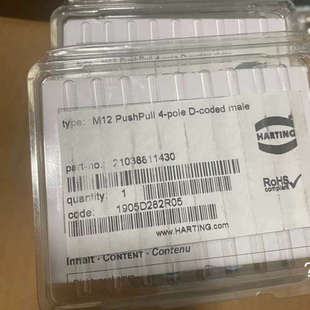 type: M12 PushPull 4-pole D-coded male
HARTING
part-no.: 21038811430
RoHS
compliant
quantity: 1
code: 1905D282R05
www.HARTING.com
Inhalt - CONTENT - Contenu